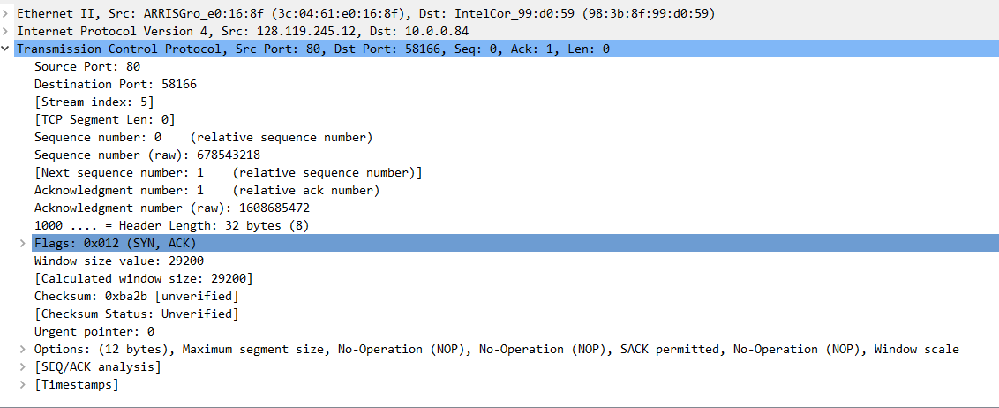 Ethernet II, Src: ARRISGro_e0:16:8f (3c:04:61:e0:16:8f), Dst: IntelCor_99:d0:59 (98:3b:8f:99:d0:59)
Internet Protocol Version 4, Src: 128.119.245.12, Dst: 10.0.0.84
Transmission Control Protocol, Src Port: 80, Dst Port: 58166, Seq: 0, Ack: 1, Len: 0
Source Port: 80
Destination Port: 58166
[Stream index: 5]
[TCP Segment Len: 0]
Sequence number: 0    (relative sequence number)
Sequence number (raw): 678543218
[Next sequence number: 1    (relative sequence number)]
Acknowledgment number: 1    (relative ack number)
Acknowledgment number (raw): 1608685472
1000 .... = Header Length: 32 bytes (8)
Flags: 0x012 (SYN, ACK)
Window size value: 29200
[Calculated window size: 29200]
Checksum: 0xba2b [unverified]
[Checksum Status: Unverified]
Urgent pointer: 0
Options: (12 bytes), Maximum segment size, No-Operation (NOP), No-Operation (NOP), SACK permitted, No-Operation (NOP), Window scale
[SEQ/ACK analysis]
[Timestamps]